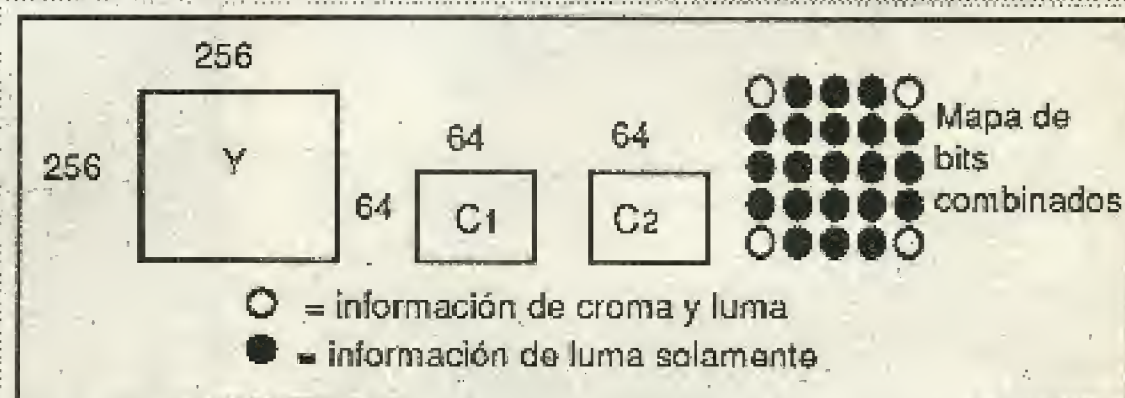 256
256
Y
64
64
C1
64
C2
Mapa de
bits
combinados
= información de croma y luma
= información de luma solamente